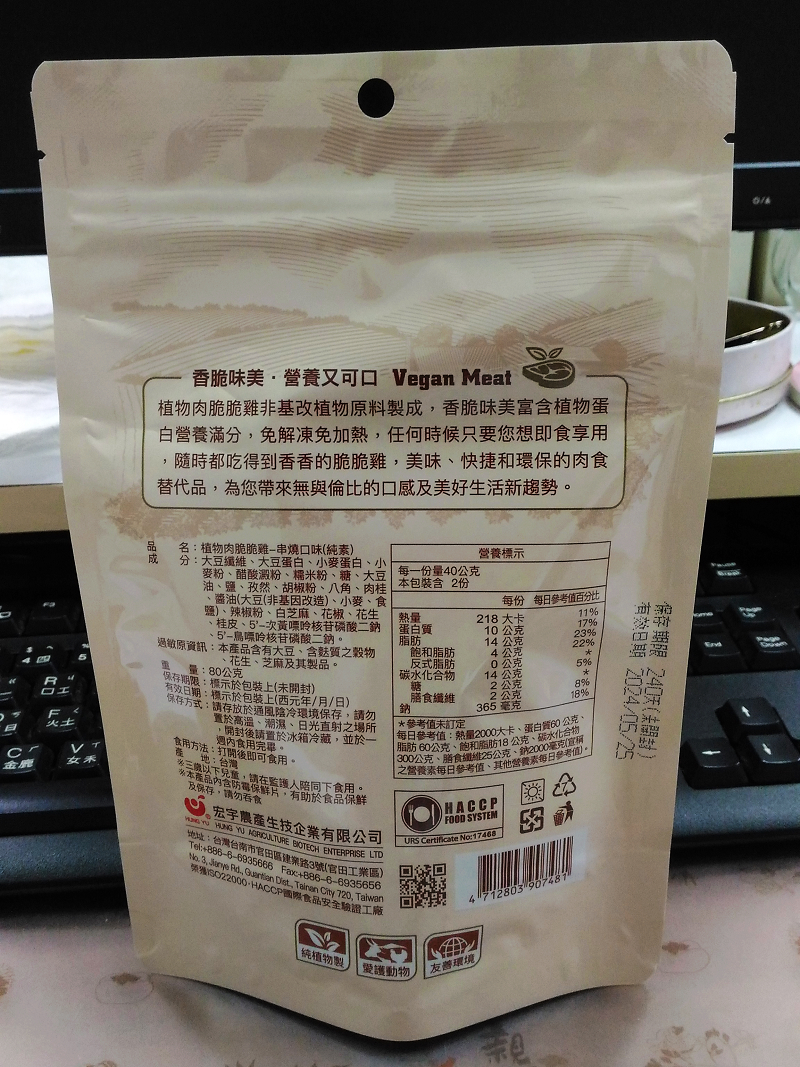 香脆味美·營養又可口 Vegan Meat
植物肉脆脆雞非基改植物原料製成，香脆味美富含植物蛋
白營養滿分，免解凍免加熱，任何時候只要您想即食享用
，隨時都吃得到香香的脆脆雞，美味、快捷和環保的肉食
替代品，為您帶來無與倫比的口感及美好生活新趨勢。
品名：植物肉脆脆雞–串燒口味(純素)
成分：大豆纖維、大豆蛋白、小麥蛋白、小
麥粉、醋酸澱粉、糯米粉、糖、大豆
油、鹽、孜然、胡椒粉、八角、肉桂
、醬油(大豆(非基因改造)、小麥、食
鹽)、辣椒粉、白芝麻、花椒、花生
、桂皮、5'–次黃嘌呤核苷磷酸二鈉
、5'–鳥嘌呤核苷磷酸二鈉。
過敏原資訊：本產品含有大豆、含麩質之穀物
、花生、芝麻及其製品。
重量：80公克
保存期限：標示於包裝上(未開封)
有效日期：標示於包裝上(西元年/月/日)
保存方式：請存放於通風陰冷環境保存，請勿
置於高溫、潮濕、日光直射之場所
，開封後請置於冰箱冷藏，並於一
週內食用完畢。
食用方法：打開後即可食用。
產地：台灣
※三歲以下兒童，請在監護人陪同下食用。
※本產品內含防霉保鮮片，有助於食品保鮮
及保存，請勿吞食
營養標示
每一份量40公克
本包裝含 2份
每份 每日參考值百分比
熱量 218 大卡 11%
蛋白質 10 公克 17%
脂肪 14 公克 23%
飽和脂肪 4 公克 22%
反式脂肪 0 公克 *
碳水化合物 14 公克 5%
糖 2 公克 *
膳食纖維 2 公克 8%
鈉 365 毫克 18%
*參考值未訂定
每日參考值：熱量2000大卡、蛋白質60公克、
脂肪60公克、飽和脂肪18公克、碳水化合物
300公克、膳食纖維25公克、鈉2000毫克(宣稱
之營養素每日參考值、其他營養素每日參考值。
保存期限 240天(未開封)
有效日期 2024/05/25
HUNG YU
宏宇農產生技企業有限公司
HUNG YU AGRICULTURE BIOTECH ENTERPRISE LTD
地址：台灣台南市官田區建業路3號(官田工業區)
Tel:+886-6-6935666 Fax:+886-6-6935656
No. 3, Jianye Rd., Guantian Dist., Tainan City 720, Taiwan
榮獲ISO22000·HACCP國際食品安全驗證工廠
HACCP
FOOD SYSTEM
URS Certificate No:17468
4 712803 907481
純植物製
愛護動物
友善環境